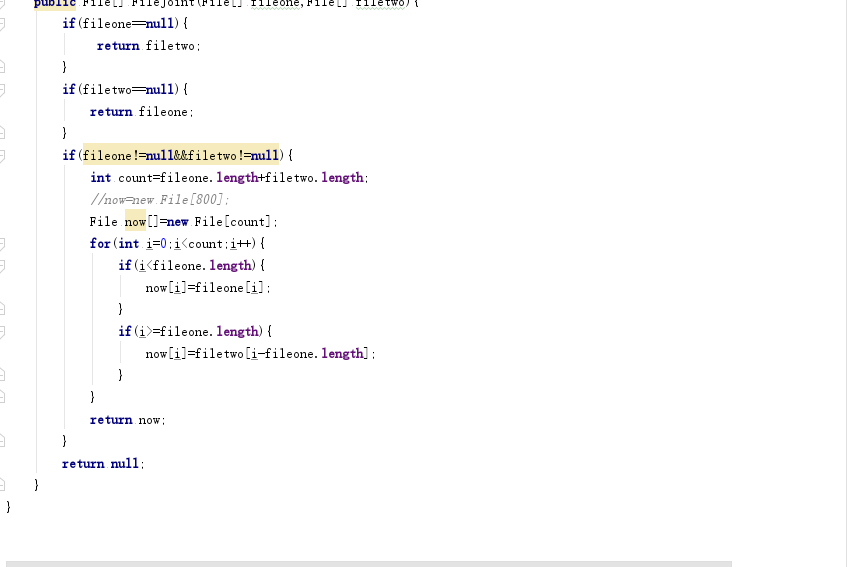 public File[] FileJoint(File[] fileone,File[] filetwo){
if(fileone==null){
return filetwo;
}
if(filetwo==null){
return fileone;
}
if(fileone!=null&&filetwo!=null){
int count=fileone.length+filetwo.length;
//now=new File[800];
File now[]=new File[count];
for(int i=0;i<count;i++){
if(i<fileone.length){
now[i]=fileone[i];
}
if(i>=fileone.length){
now[i]=filetwo[i-fileone.length];
}
}
return now;
}
return null;
}
}